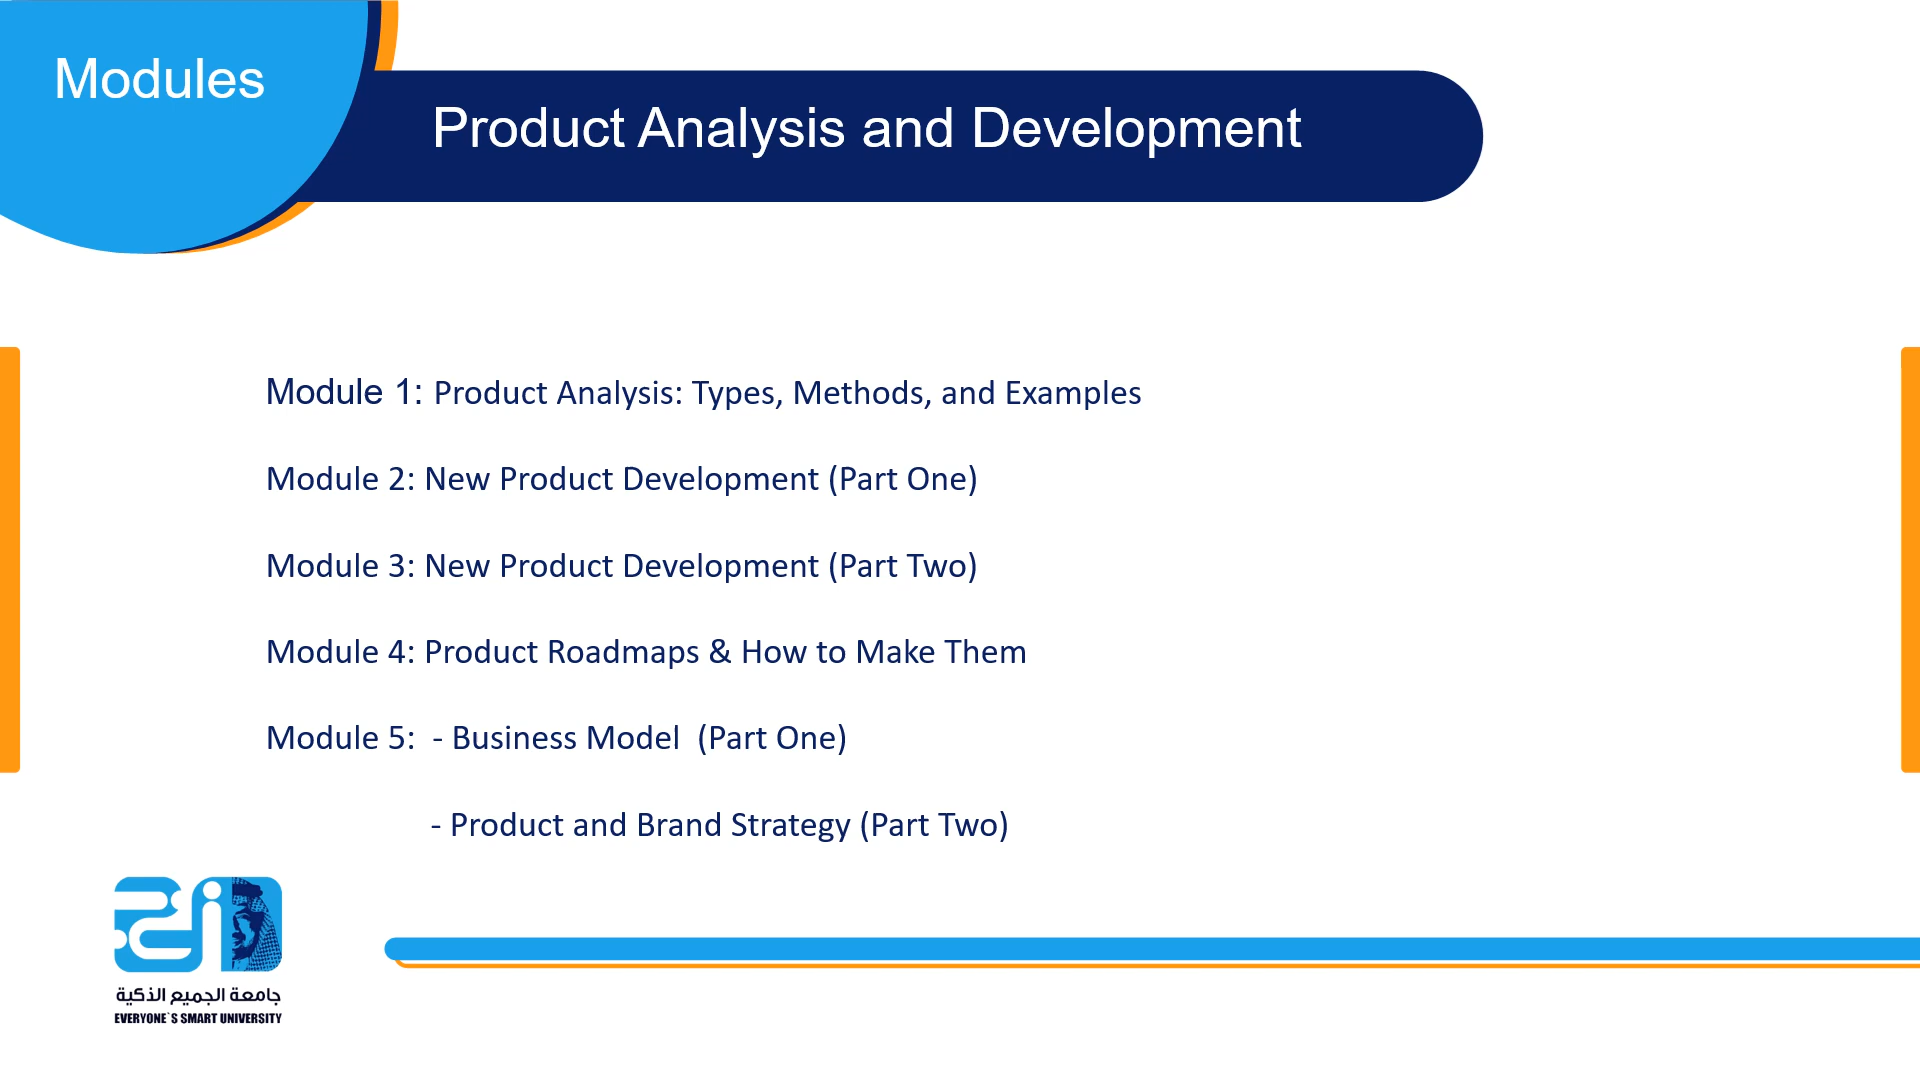 Modules
Product Analysis and Development
Module 1: Product Analysis: Types, Methods, and Examples
Module 2: New Product Development (Part One)
Module 3: New Product Development (Part Two)
Module 4: Product Roadmaps & How to Make Them
Module 5:  - Business Model  (Part One)
- Product and Brand Strategy (Part Two)
جامعة الجميع الذكية
EVERYONE`S SMART UNIVERSITY